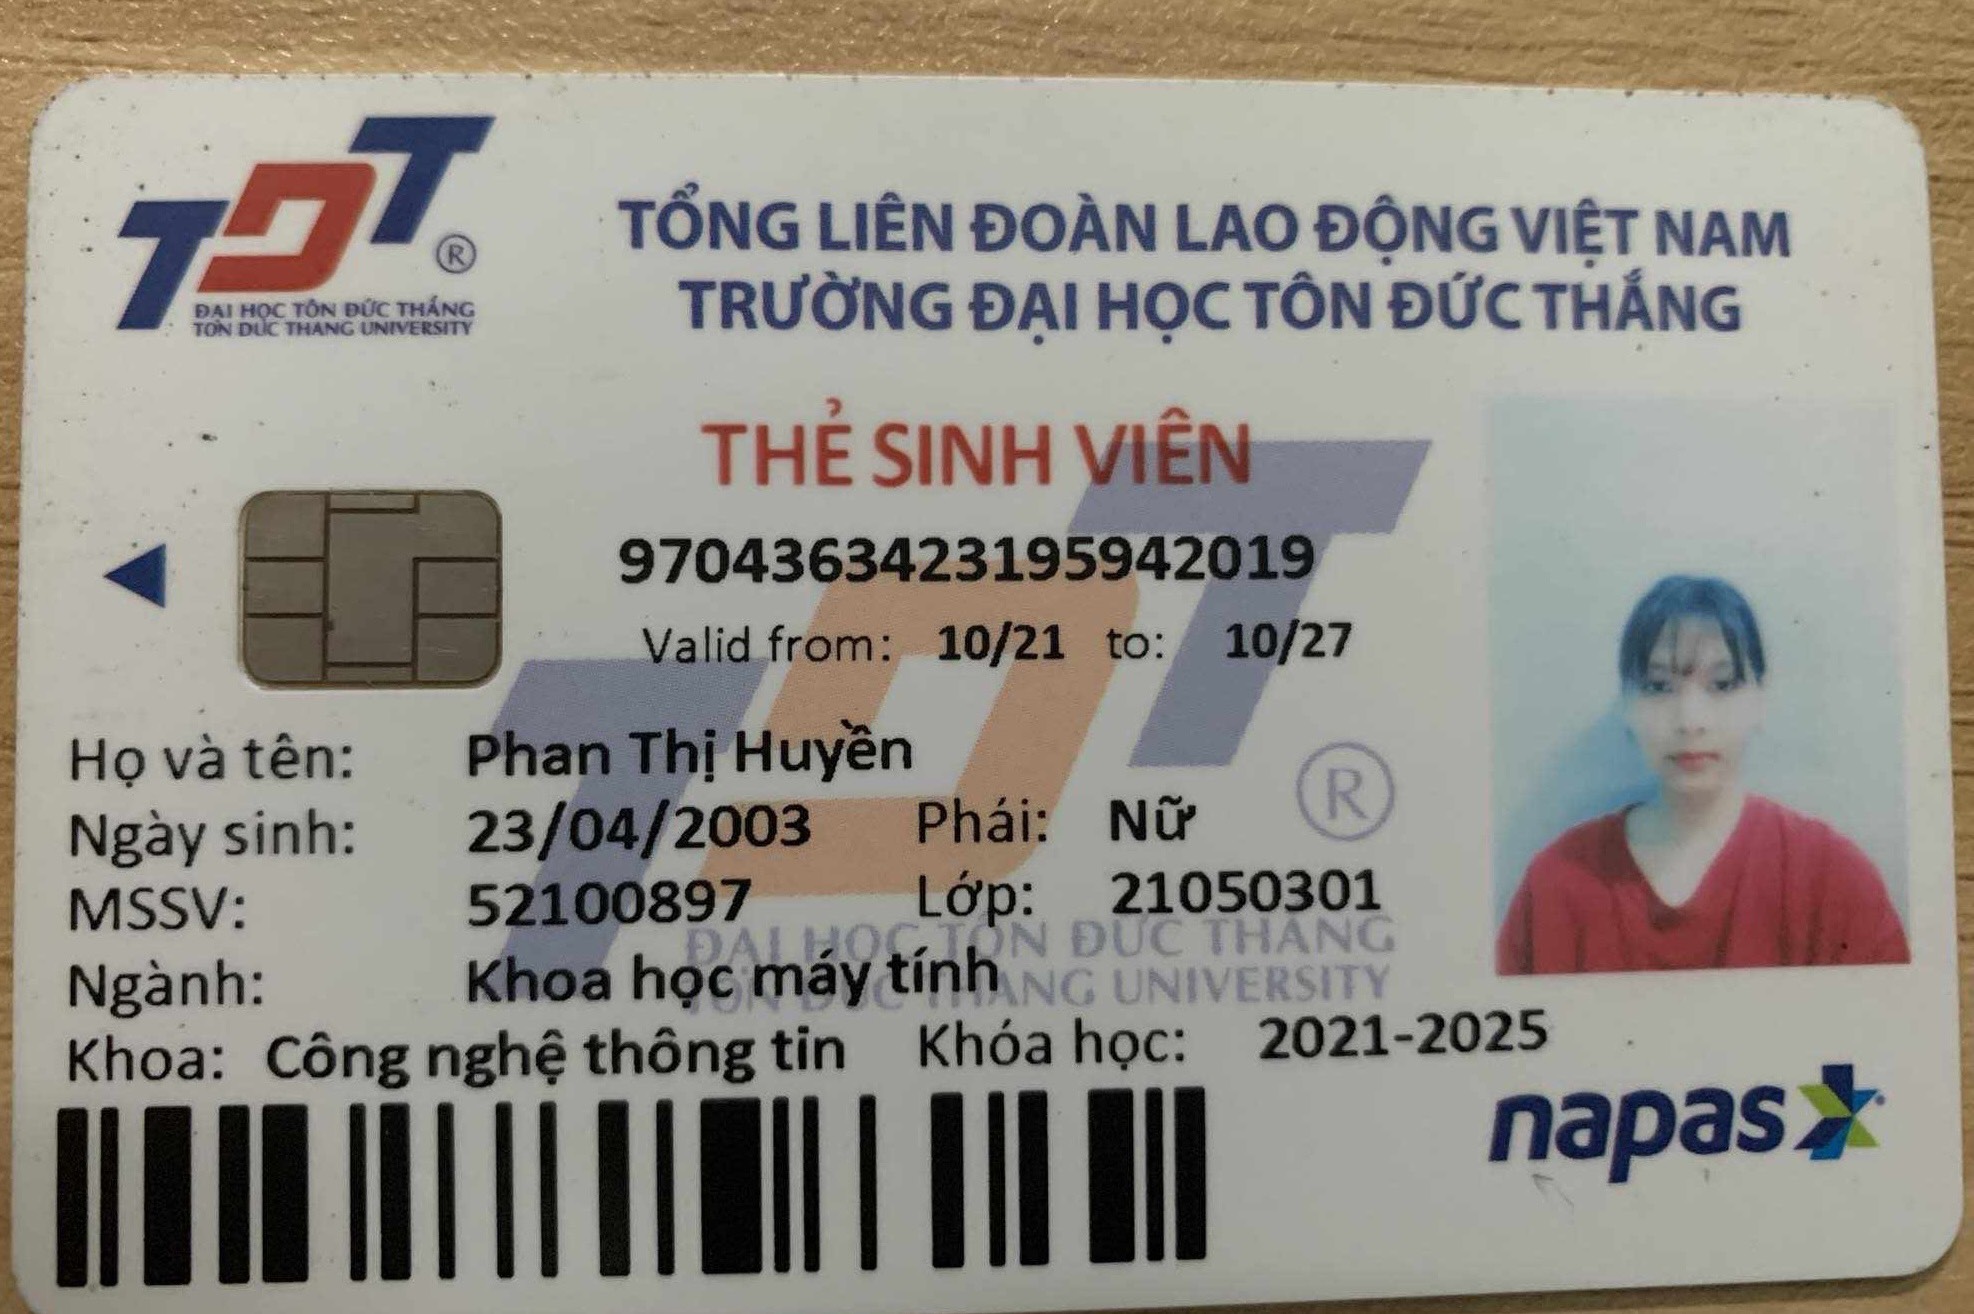 TDT®
ĐẠI HỌC TÔN ĐỨC THẮNG
TON DUC THANG UNIVERSITY
TỔNG LIÊN ĐOÀN LAO ĐỘNG VIỆT NAM
TRƯỜNG ĐẠI HỌC TÔN ĐỨC THẮNG
THẺ SINH VIÊN
9704363423195942019
Valid from: 10/21 to: 10/27
Họ và tên: Phan Thị Huyền
Ngày sinh: 23/04/2003 Phái: Nữ
MSSV: 52100897 Lớp: 21050301
Ngành: Khoa học máy tính
Khoa: Công nghệ thông tin Khóa học: 2021-2025
TDT®
ĐẠI HỌC TÔN ĐỨC THẮNG
TON DUC THANG UNIVERSITY
napas